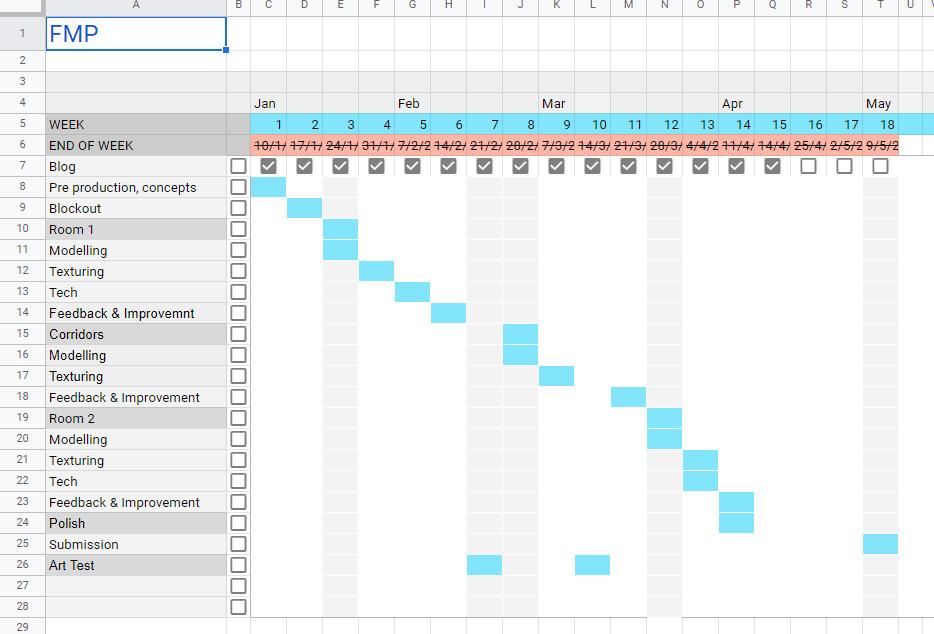 A B C D E F G H I J K L M N O P Q R S T U
1 FMP
2
3
4 Jan Feb Mar Apr May
5 WEEK 1 2 3 4 5 6 7 8 9 10 11 12 13 14 15 16 17 18
6 END OF WEEK 10/1/ 17/1/ 24/1/ 31/1/ 7/2/2 14/2/ 21/2/ 28/2/ 7/3/2 14/3/ 21/3/ 28/3/ 4/4/2 11/4/ 14/4/ 25/4/ 2/5/2 9/5/2
7 Blog
8 Pre production, concepts
9 Blockout
10 Room 1
11 Modelling
12 Texturing
13 Tech
14 Feedback & Improvemnt
15 Corridors
16 Modelling
17 Texturing
18 Feedback & Improvement
19 Room 2
20 Modelling
21 Texturing
22 Tech
23 Feedback & Improvement
24 Polish
25 Submission
26 Art Test
27
28
29